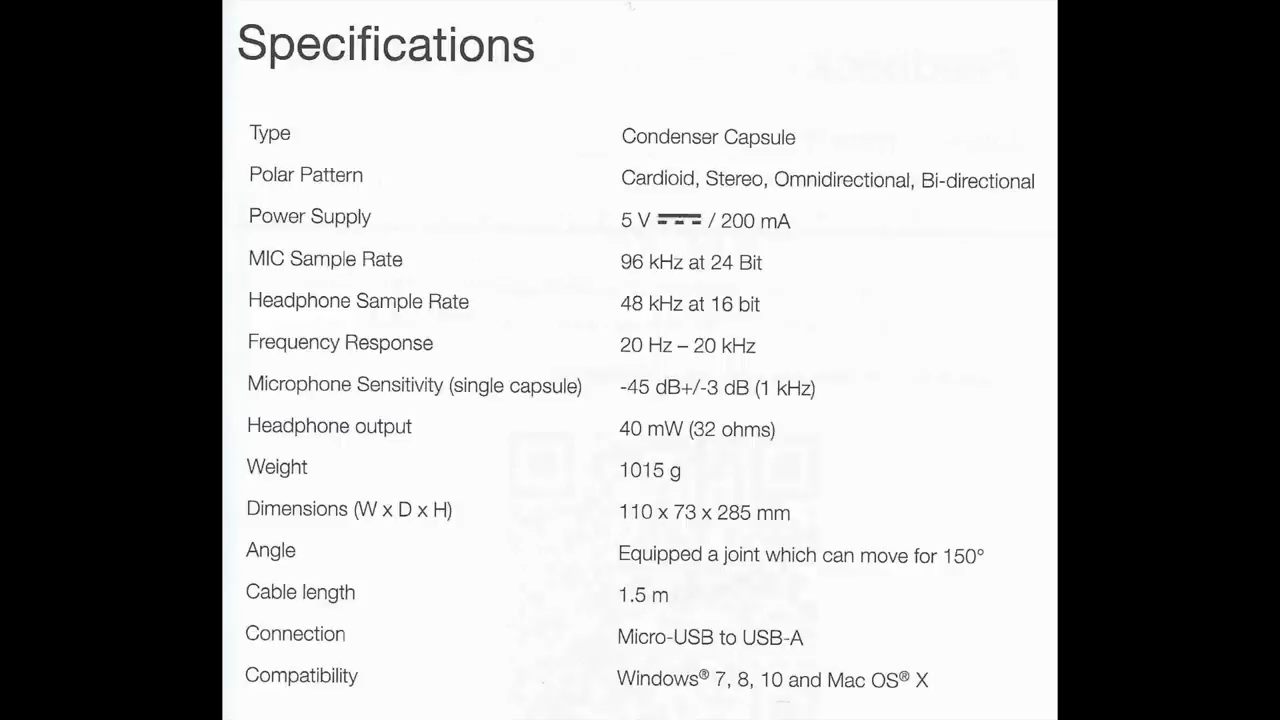 Specifications
Type Condenser Capsule
Polar Pattern Cardioid, Stereo, Omnidirectional, Bi-directional
Power Supply 5 V ⎓ / 200 mA
MIC Sample Rate 96 kHz at 24 Bit
Headphone Sample Rate 48 kHz at 16 bit
Frequency Response 20 Hz – 20 kHz
Microphone Sensitivity (single capsule) -45 dB+/-3 dB (1 kHz)
Headphone output 40 mW (32 ohms)
Weight 1015 g
Dimensions (W x D x H) 110 x 73 x 285 mm
Angle Equipped a joint which can move for 150°
Cable length 1.5 m
Connection Micro-USB to USB-A
Compatibility Windows® 7, 8, 10 and Mac OS® X